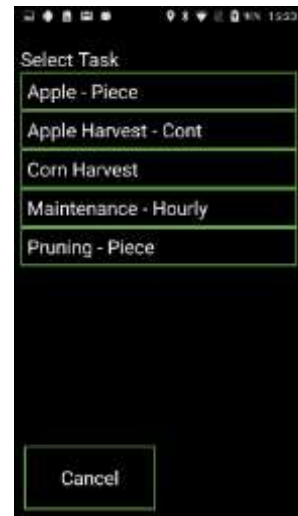 Select Task
Apple - Piece
Apple Harvest - Cont
Corn Harvest
Maintenance - Hourly
Pruning - Piece
Cancel